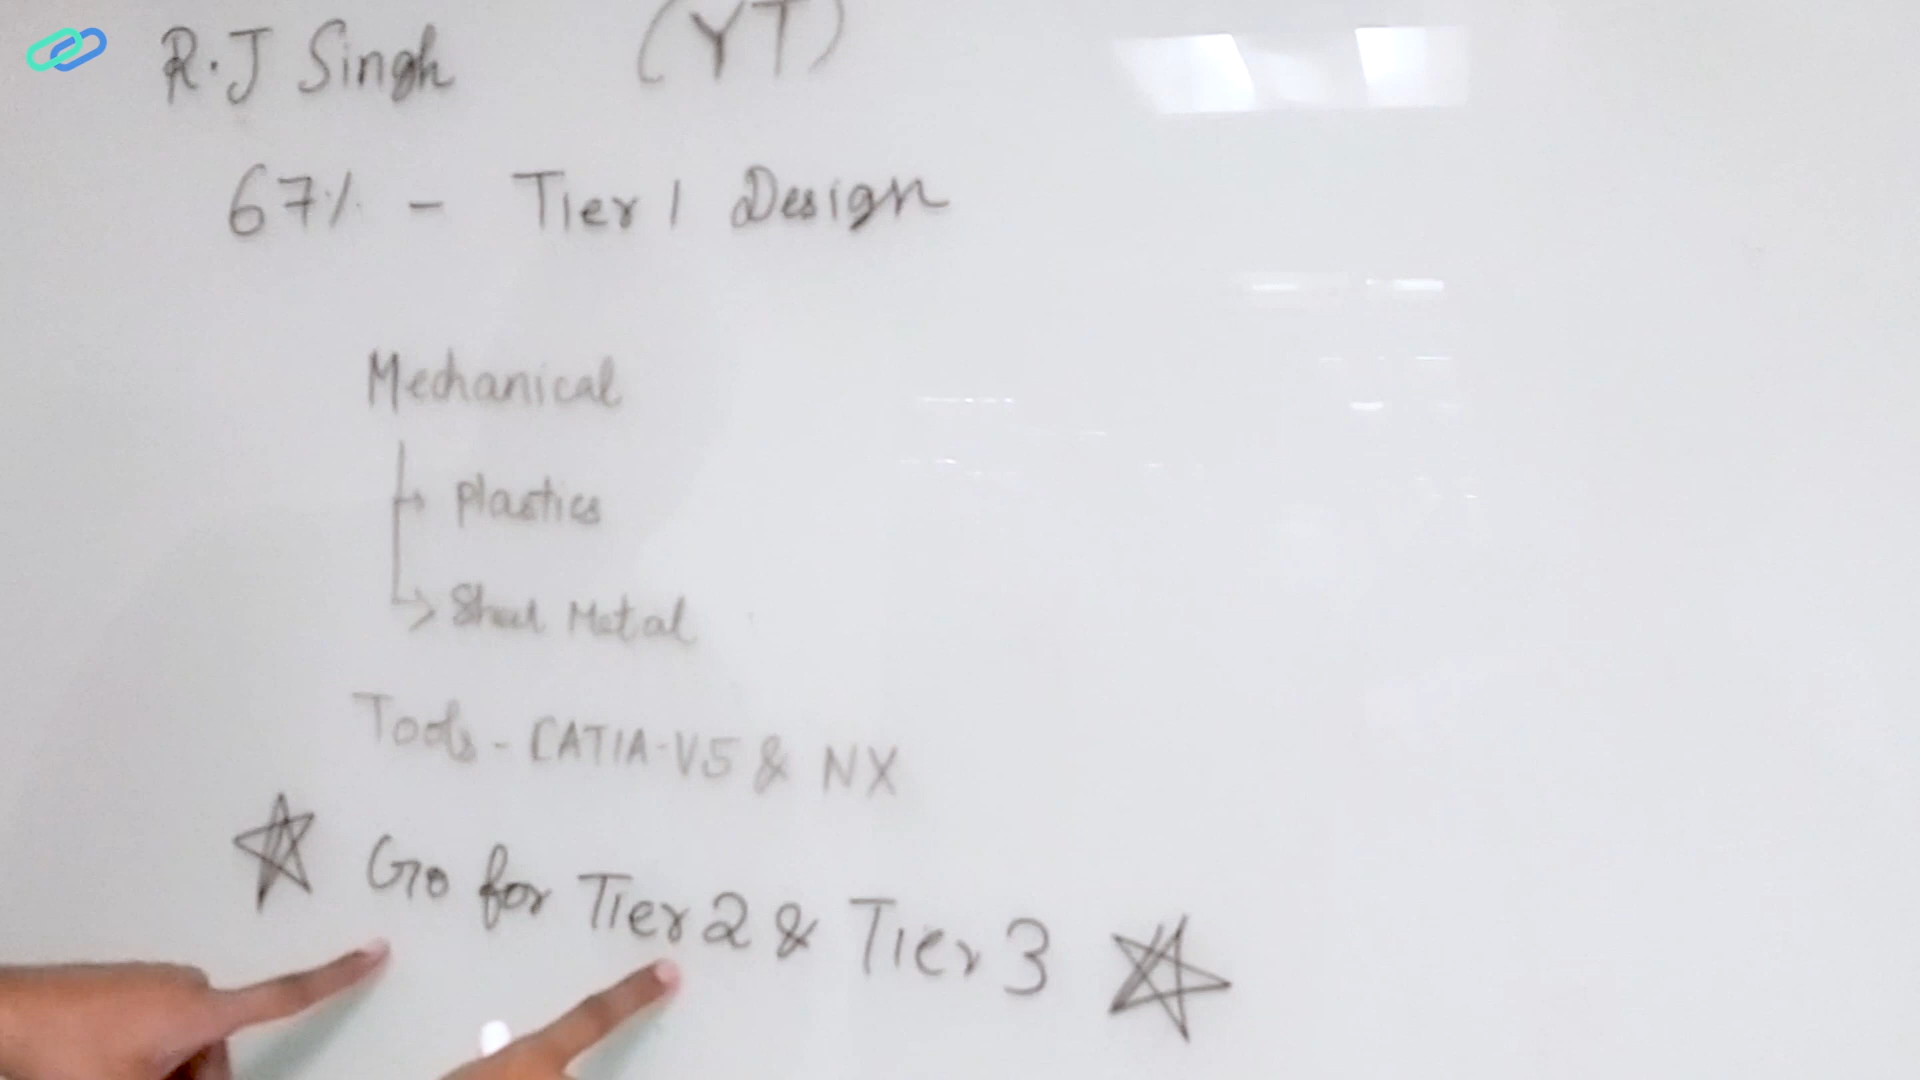 R.J Singh (YT)
67% - Tier 1 Design
Mechanical
Plastics
Sheet Metal
Tools - CATIA-V5 & NX
Go for Tier 2 & Tier 3